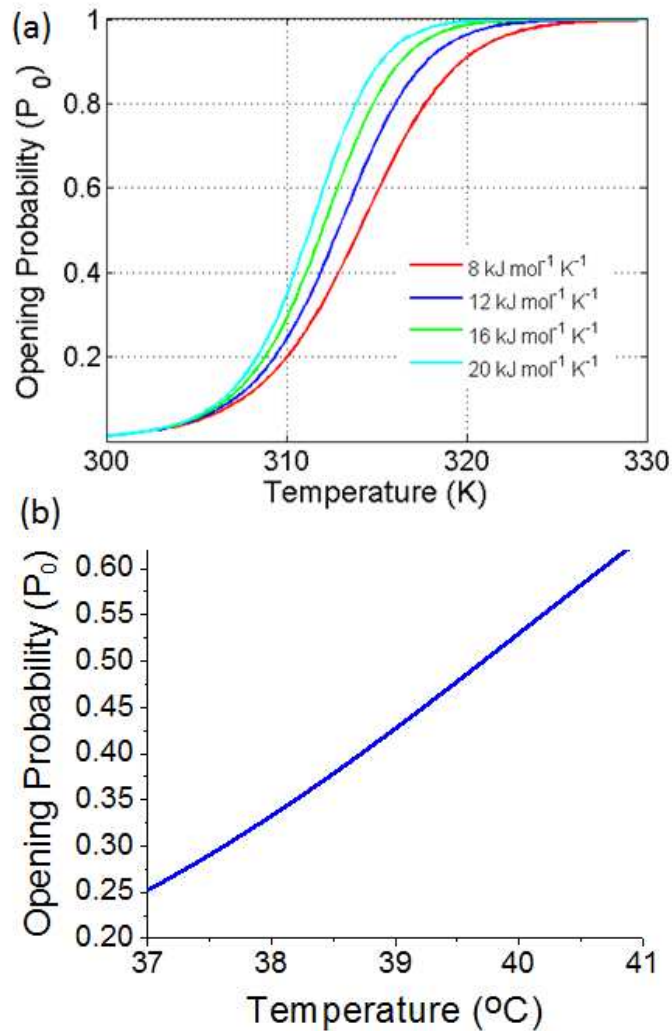 (a)
Opening Probability (P 0)
1
0.8
0.6
0.4
0.2
8 kJ mol-1 K-1
12 kJ mol-1 K-1
16 kJ mol-1 K-1
20 kJ mol-1 K-1
300 310 320 330
Temperature (K)
(b)
Opening Probability (P0)
0.60
0.55
0.50
0.45
0.40
0.35
0.30
0.25
0.20
37 38 39 40 41
Temperature (ºC)